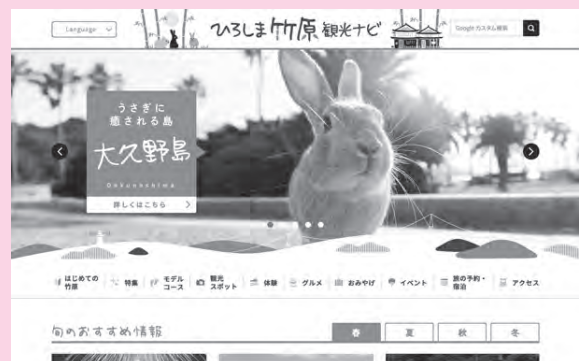 Language
ひろしま竹原観光ナビ
Google カスタム検索
うさぎに
癒される島
大久野島
Ookunoshima
詳しくはこちら
はじめての
竹原
特集
モデル
コース
観光
スポット
体験
グルメ
おみやげ
イベント
旅の予約・
宿泊
アクセス
旬のおすすめ情報
春
夏
秋
冬